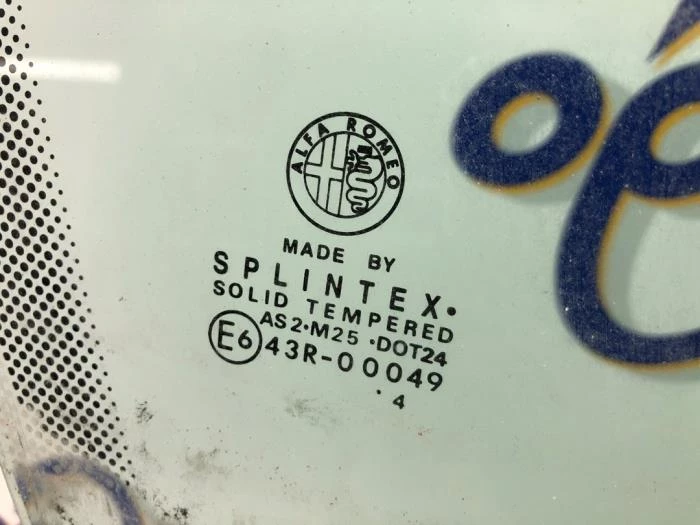 ALFA ROMEO
MADE BY
SPLINTEX•
SOLID TEMPERED
AS2•M25 •DOT24
E6 43R-00049
• 4